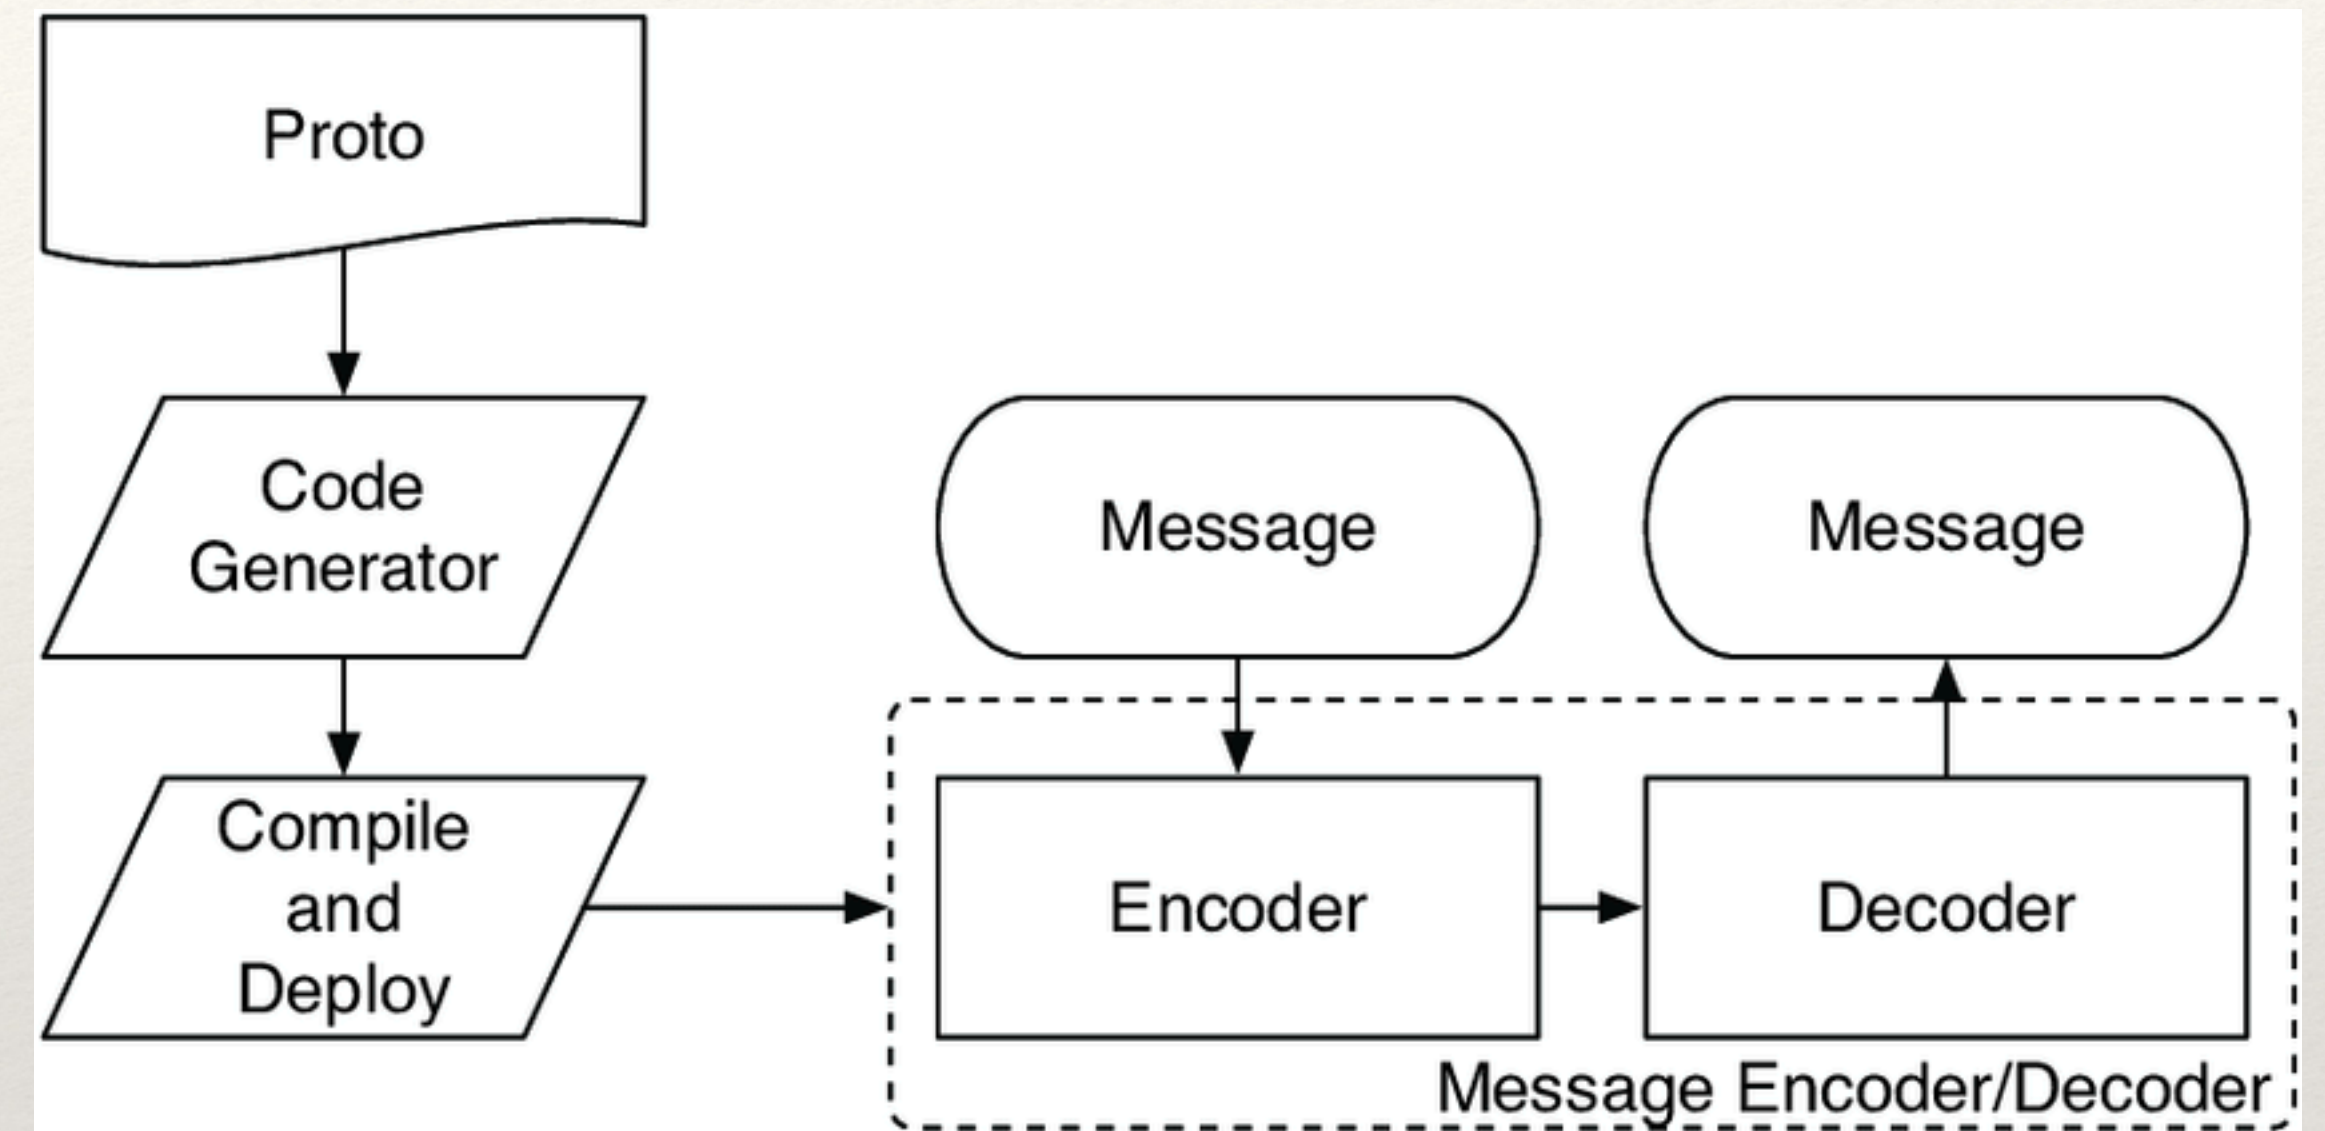 Proto
Code
Generator
Message
Message
Compile
and
Deploy
Encoder
Decoder
Message Encoder/Decoder